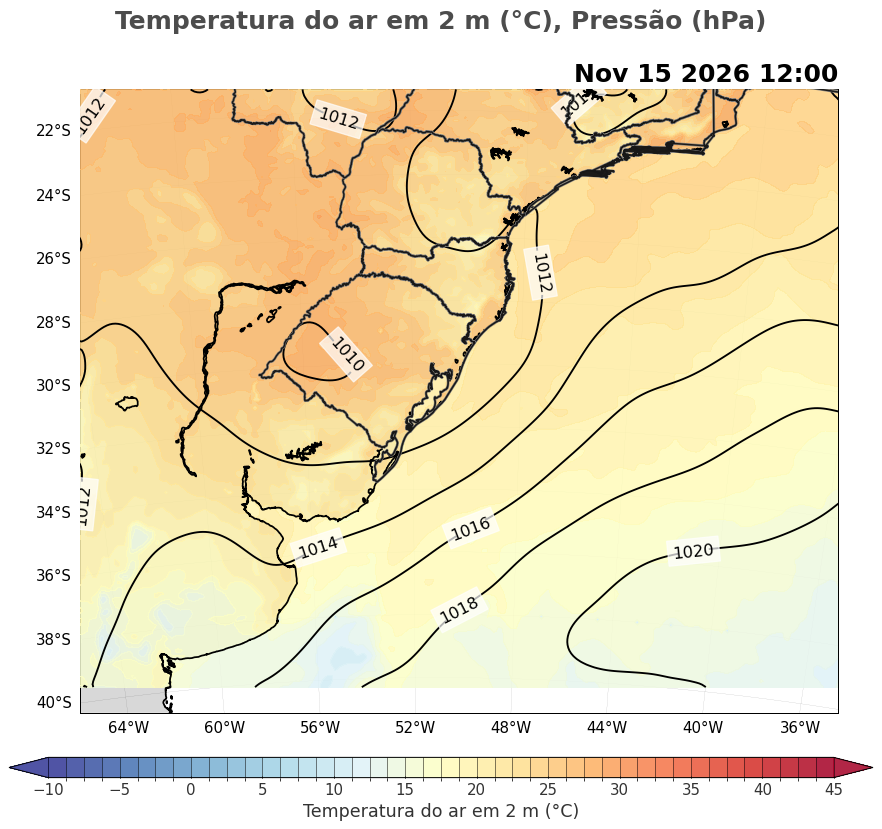 Temperatura do ar em 2 m (°C), Pressão (hPa)
Nov 15 2026 12:00
1012
1012
22°S
24°S
26°S
1012
28°S
1010
30°S
32°S
1012
34°S
1014
1016
1020
36°S
1018
38°S
40°S
64°W 60°W 56°W 52°W 48°W 44°W 40°W 36°W
−10 −5 0 5 10 15 20 25 30 35 40 45
Temperatura do ar em 2 m (°C)